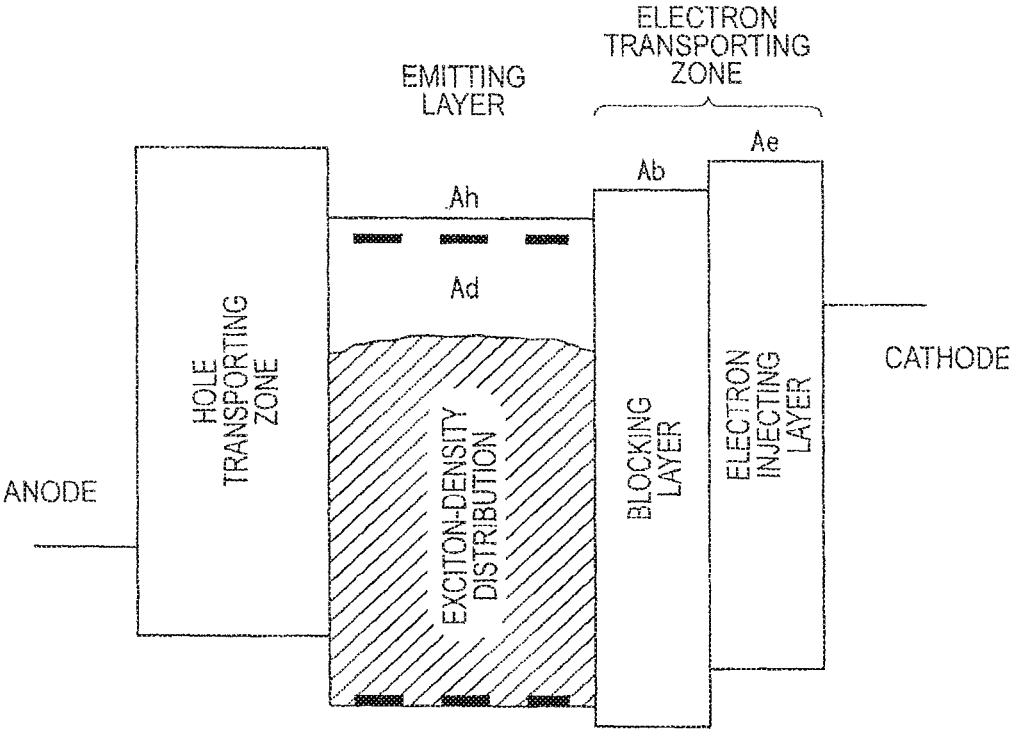 ELECTRON
TRANSPORTING
ZONE
EMITTING
LAYER
Ae
Ab
Ah
Ad
HOLE
TRANSPORTING
ZONE
CATHODE
ANODE
EXCITON-DENSITY
DISTRIBUTION
BLOCKING
LAYER
ELECTRON
INJECTING
LAYER